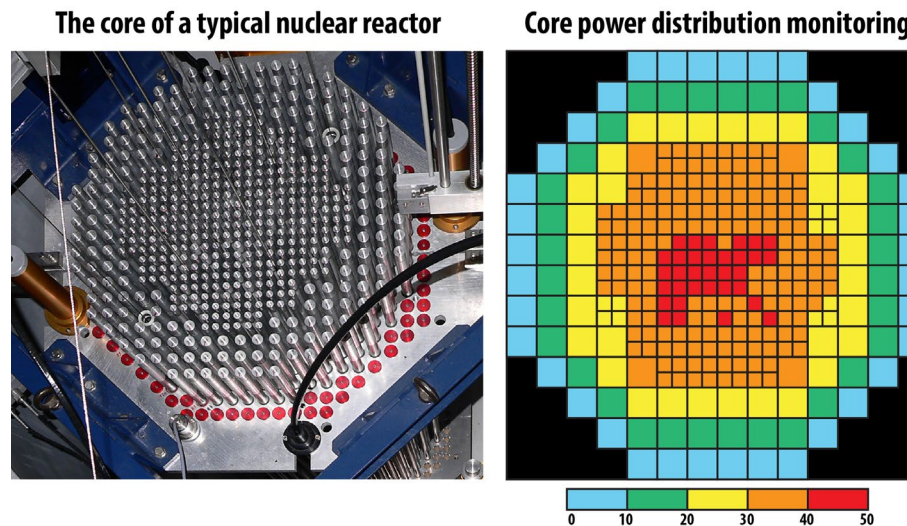 The core of a typical nuclear reactor
Core power distribution monitoring
0 10 20 30 40 50